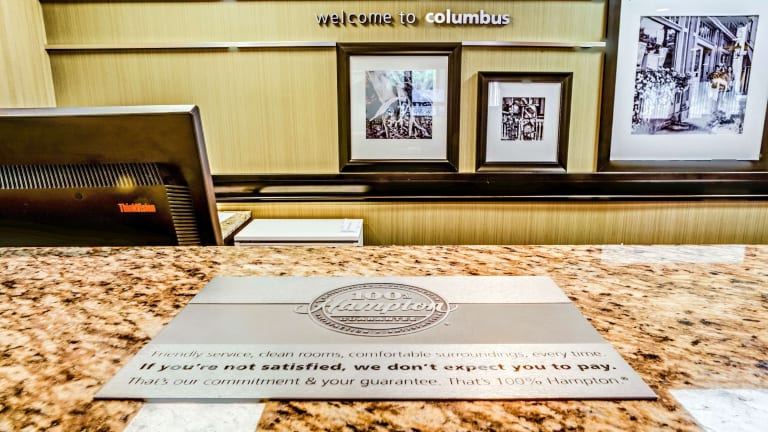 welcome to columbus
ThinkVision
100%
Hampton
GUARANTEE
Friendly service, clean rooms, comfortable surroundings, every time.
If you're not satisfied, we don't expect you to pay.
That's our commitment & your guarantee. That's 100% Hampton.®